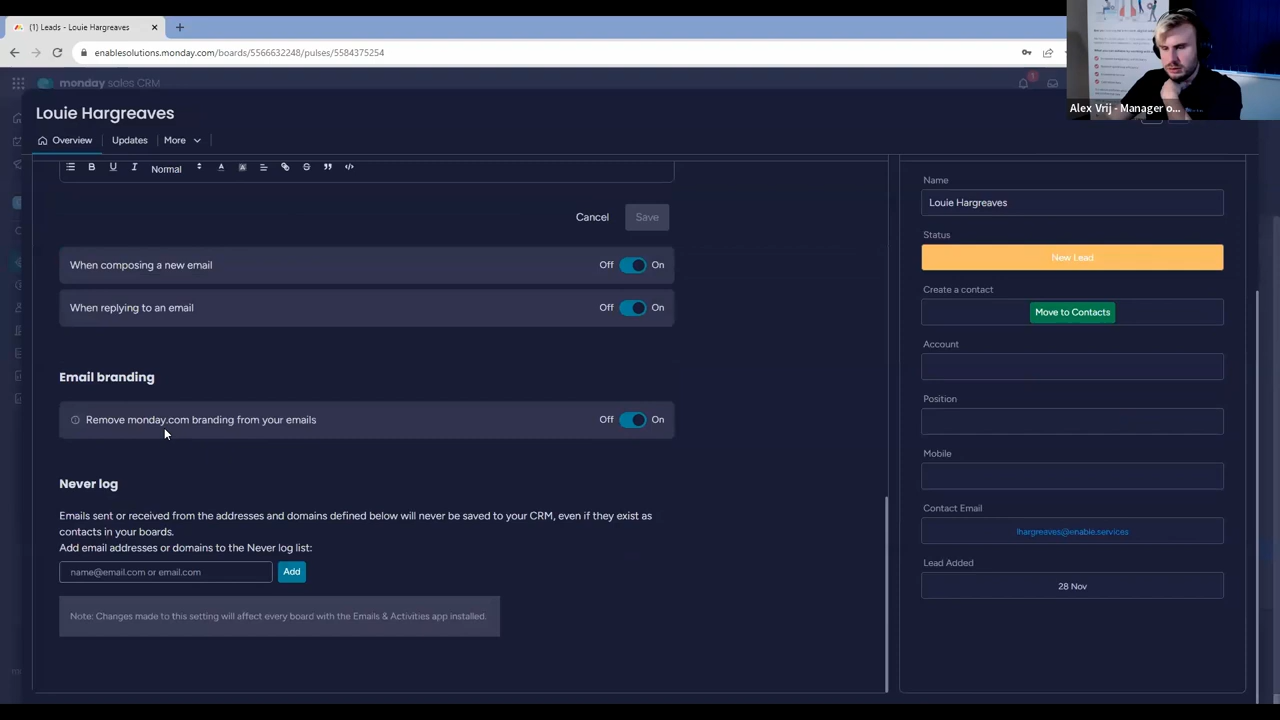 (1) Leads - Louie Hargreaves
enablesolutions.monday.com/boards/5566632248/pulses/5584375254
monday sales CRM
1
Alex Vrij - Manager o...
Louie Hargreaves
Overview
Updates
More
Normal
Cancel
Save
When composing a new email
Off
On
When replying to an email
Off
On
Email branding
Remove monday.com branding from your emails
Off
On
Never log
Emails sent or received from the addresses and domains defined below will never be saved to your CRM, even if they exist as
contacts in your boards.
Add email addresses or domains to the Never log list:
name@email.com or email.com
Add
Note: Changes made to this setting will affect every board with the Emails & Activities app installed.
Name
Louie Hargreaves
Status
New Lead
Create a contact
Move to Contacts
Account
Position
Mobile
Contact Email
lhargreaves@enable.services
Lead Added
28 Nov